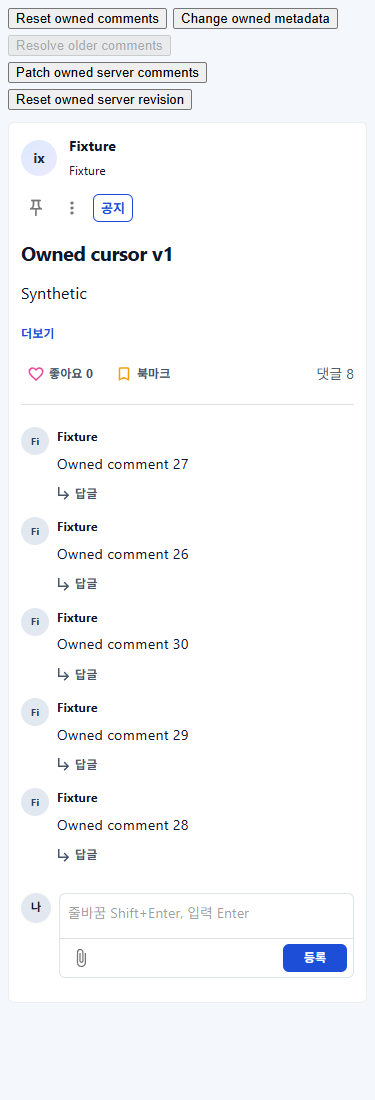 Reset owned comments
Change owned metadata
Resolve older comments
Patch owned server comments
Reset owned server revision
ix
Fixture
Fixture
공지
Owned cursor v1
Synthetic
더보기
좋아요 0
북마크
댓글 8
Fi
Fixture
Owned comment 27
답글
Fi
Fixture
Owned comment 26
답글
Fi
Fixture
Owned comment 30
답글
Fi
Fixture
Owned comment 29
답글
Fi
Fixture
Owned comment 28
답글
나
줄바꿈 Shift+Enter, 입력 Enter
등록